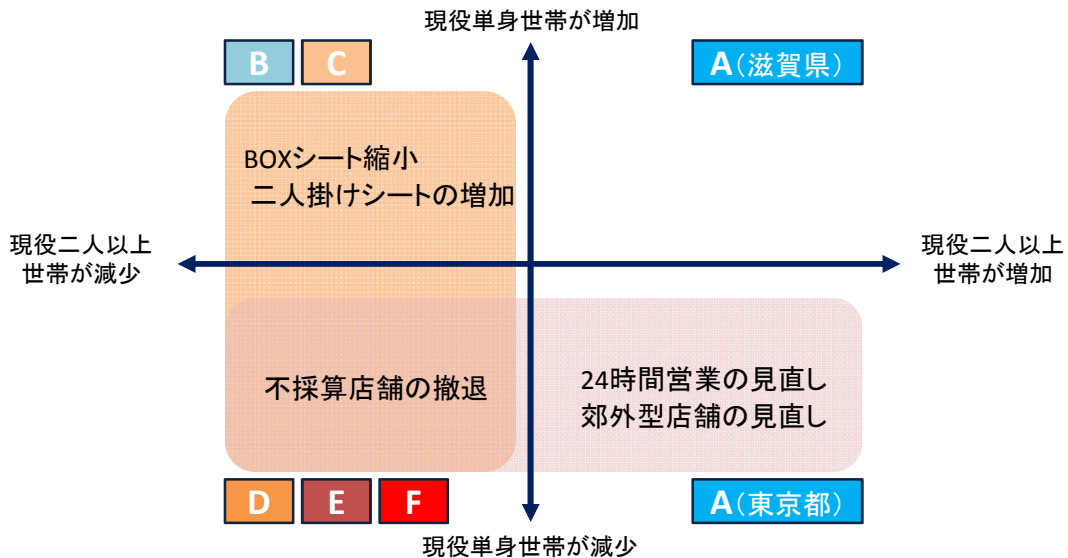 現役単身世帯が増加
B
C
A(滋賀県)
BOXシート縮小
二人掛けシートの増加
現役二人以上
世帯が減少
現役二人以上
世帯が増加
不採算店舗の撤退
24時間営業の見直し
郊外型店舗の見直し
D
E
F
A(東京都)
現役単身世帯が減少